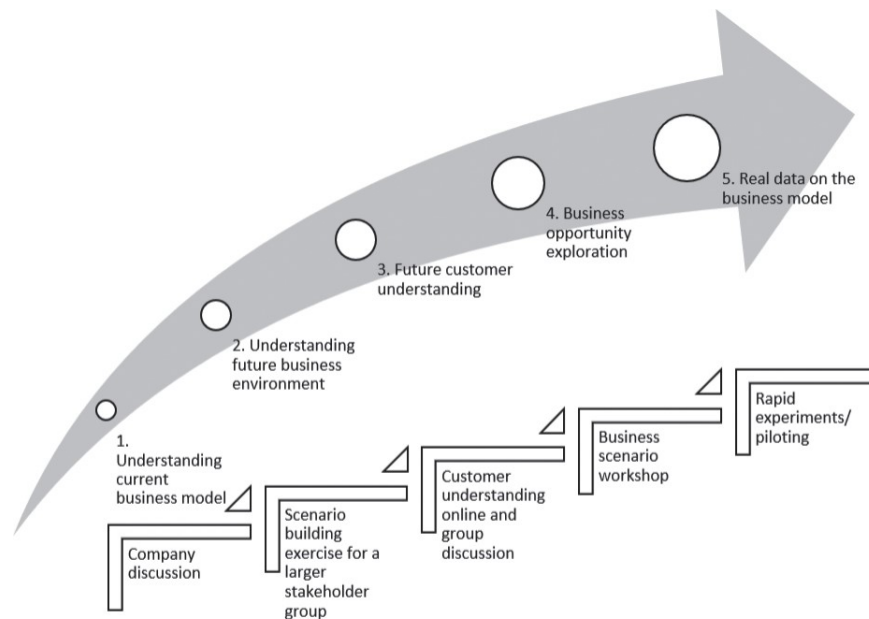 5. Real data on the
business model
4. Business
opportunity
exploration
3. Future customer
understanding
2. Understanding
future business
environment
1.
Understanding
current
business model
Company
discussion
Scenario
building
exercise for a
larger
stakeholder
group
Customer
understanding
online and
group
discussion
Business
scenario
workshop
Rapid
experiments/
piloting